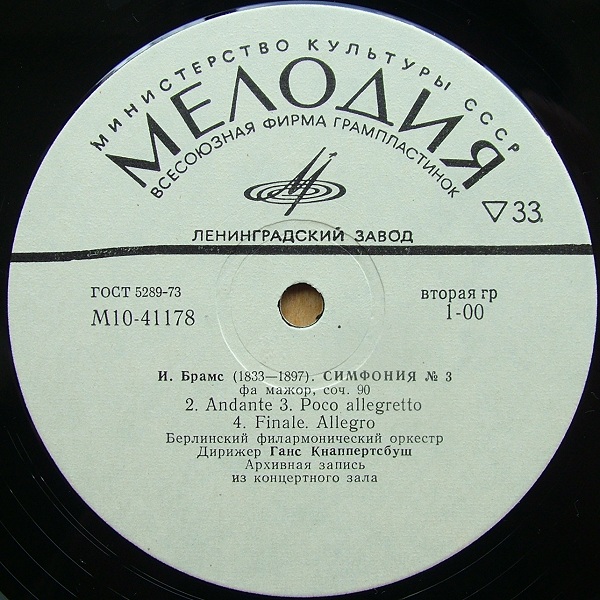 МИНИСТЕРСТВО КУЛЬТУРЫ СССР
МЕЛОДИЯ
ВСЕСОЮЗНАЯ ФИРМА ГРАМПЛАСТИНОК
▽33
ЛЕНИНГРАДСКИЙ ЗАВОД
ГОСТ 5289-73
М10-41178
вторая гр
1-00
И. Брамс (1833—1897). СИМФОНИЯ № 3
фа мажор, соч. 90
2. Andante 3. Poco allegretto
4. Finale. Allegro
Берлинский филармонический оркестр
Дирижер Ганс Кнаппертсбуш
Архивная запись
из концертного зала